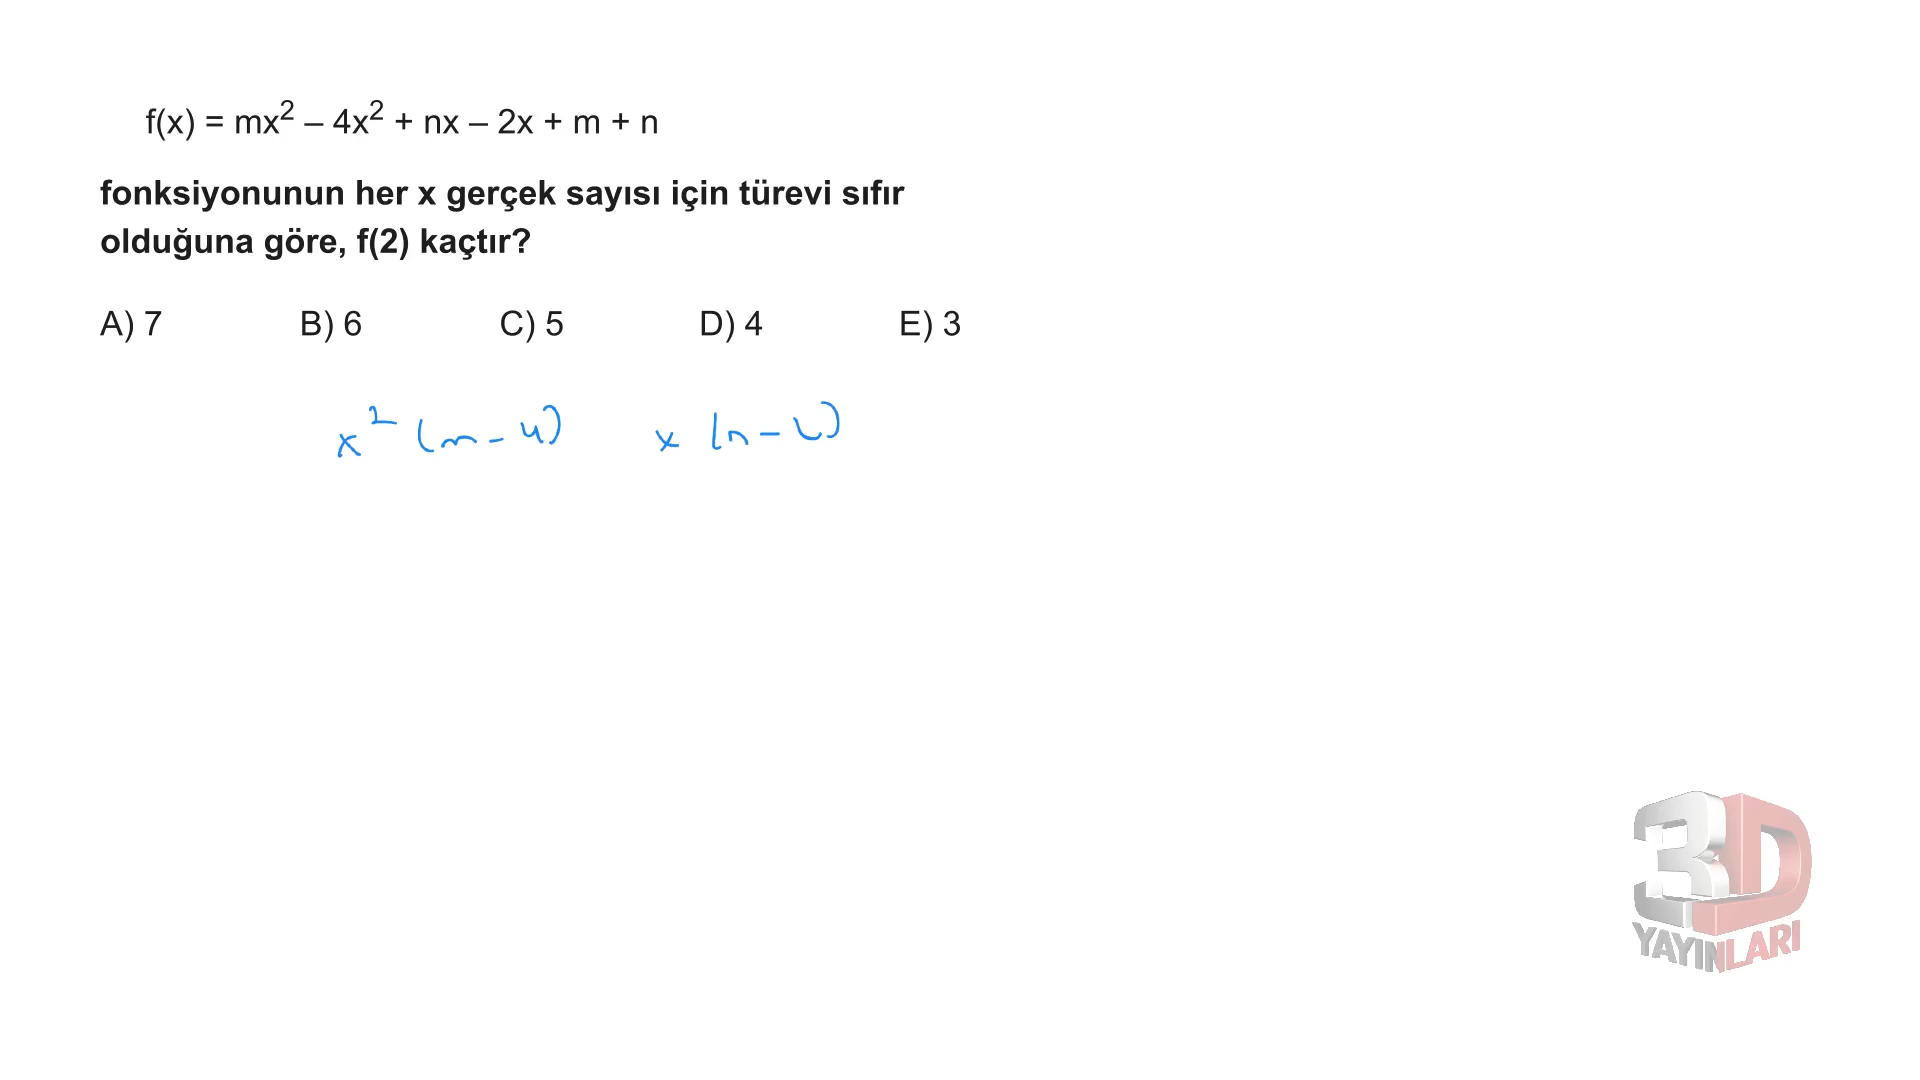 f(x) = mx² – 4x² + nx – 2x + m + n
fonksiyonunun her x gerçek sayısı için türevi sıfır
olduğuna göre, f(2) kaçtır?
A) 7 B) 6 C) 5 D) 4 E) 3
x² (m – 4) x (n – 2)
3D
YAYINLARI